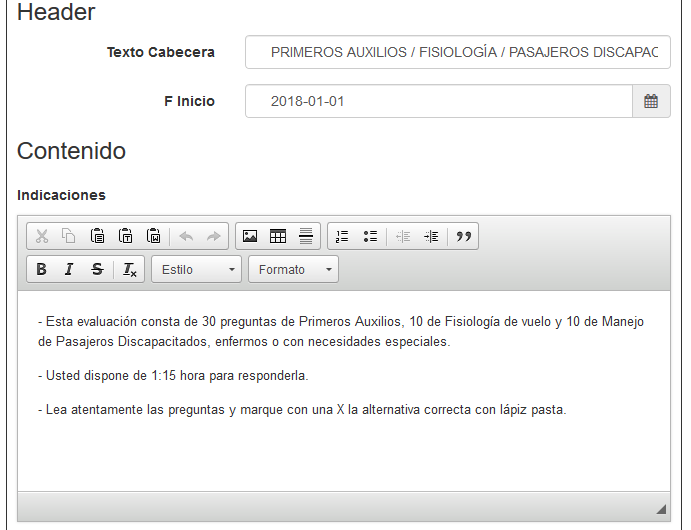 Header
Texto Cabecera
PRIMEROS AUXILIOS / FISIOLOGÍA / PASAJEROS DISCAPAC
F Inicio
2018-01-01
Contenido
Indicaciones
B I S Tx Estilo Formato
- Esta evaluación consta de 30 preguntas de Primeros Auxilios, 10 de Fisiología de vuelo y 10 de Manejo
de Pasajeros Discapacitados, enfermos o con necesidades especiales.
- Usted dispone de 1:15 hora para responderla.
- Lea atentamente las preguntas y marque con una X la alternativa correcta con lápiz pasta.